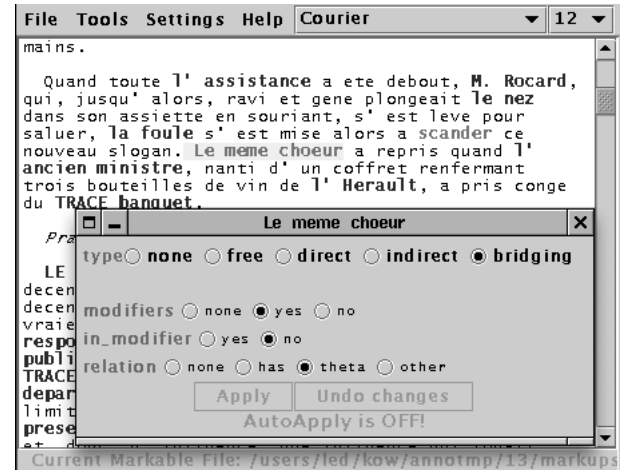 File Tools Settings Help Courier 12
mains.
Quand toute l' assistance a ete debout, M. Rocard,
qui, jusqu' alors, ravi et gene plongeait le nez
dans son assiette en souriant, s' est leve pour
saluer, la foule s' est mise alors a scander ce
nouveau slogan. Le meme choeur a repris quand l'
ancien ministre, nanti d' un coffret renfermant
trois bouteilles de vin de l' Herault, a pris conge
du TRACE banquet.
Le meme choeur
Pra
type none free direct indirect bridging
LE
decen
decen
modifiers none yes no
vraie
respo
in_modifier yes no
publi
relation none has theta other
TRACE
depar
Apply Undo changes
limit
AutoApply is OFF!
prese
Current Markable File: /users/led/kow/annotmp/13/markups